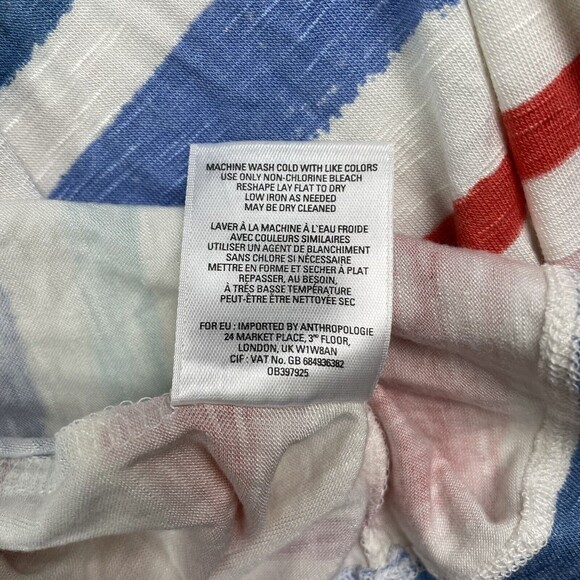 MACHINE WASH COLD WITH LIKE COLORS
USE ONLY NON-CHLORINE BLEACH
RESHAPE LAY FLAT TO DRY
LOW IRON AS NEEDED
MAY BE DRY CLEANED
LAVER À LA MACHINE À L'EAU FROIDE
AVEC COULEURS SIMILAIRES
UTILISER UN AGENT DE BLANCHIMENT
SANS CHLORE SI NÉCESSAIRE
METTRE EN FORME ET SÉCHER À PLAT
REPASSER, AU BESOIN,
À TRÈS BASSE TEMPÉRATURE
PEUT-ÊTRE ÊTRE NETTOYÉE SEC
FOR EU : IMPORTED BY ANTHROPOLOGIE
24 MARKET PLACE, 3RD FLOOR,
LONDON, UK W1W8AN
CIF : VAT No. GB 684936382
OB397925